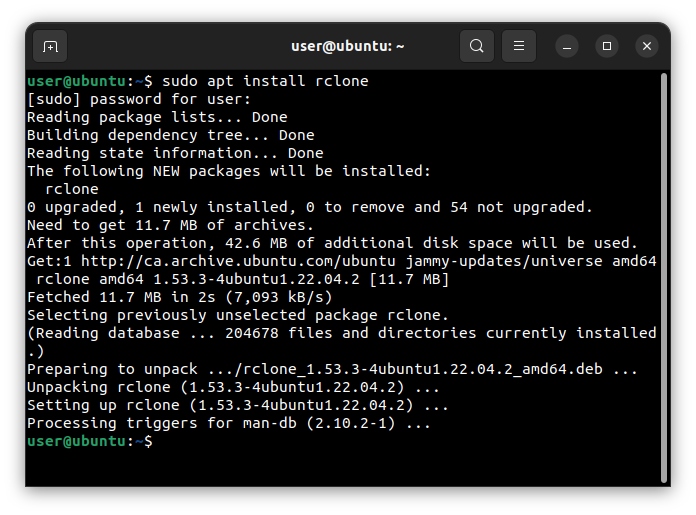 user@ubuntu: ~
user@ubuntu:~$ sudo apt install rclone
[sudo] password for user:
Reading package lists... Done
Building dependency tree... Done
Reading state information... Done
The following NEW packages will be installed:
  rclone
0 upgraded, 1 newly installed, 0 to remove and 54 not upgraded.
Need to get 11.7 MB of archives.
After this operation, 42.6 MB of additional disk space will be used.
Get:1 http://ca.archive.ubuntu.com/ubuntu jammy-updates/universe amd64
 rclone amd64 1.53.3-4ubuntu1.22.04.2 [11.7 MB]
Fetched 11.7 MB in 2s (7,093 kB/s)
Selecting previously unselected package rclone.
(Reading database ... 204678 files and directories currently installed
.)
Preparing to unpack .../rclone_1.53.3-4ubuntu1.22.04.2_amd64.deb ...
Unpacking rclone (1.53.3-4ubuntu1.22.04.2) ...
Setting up rclone (1.53.3-4ubuntu1.22.04.2) ...
Processing triggers for man-db (2.10.2-1) ...
user@ubuntu:~$